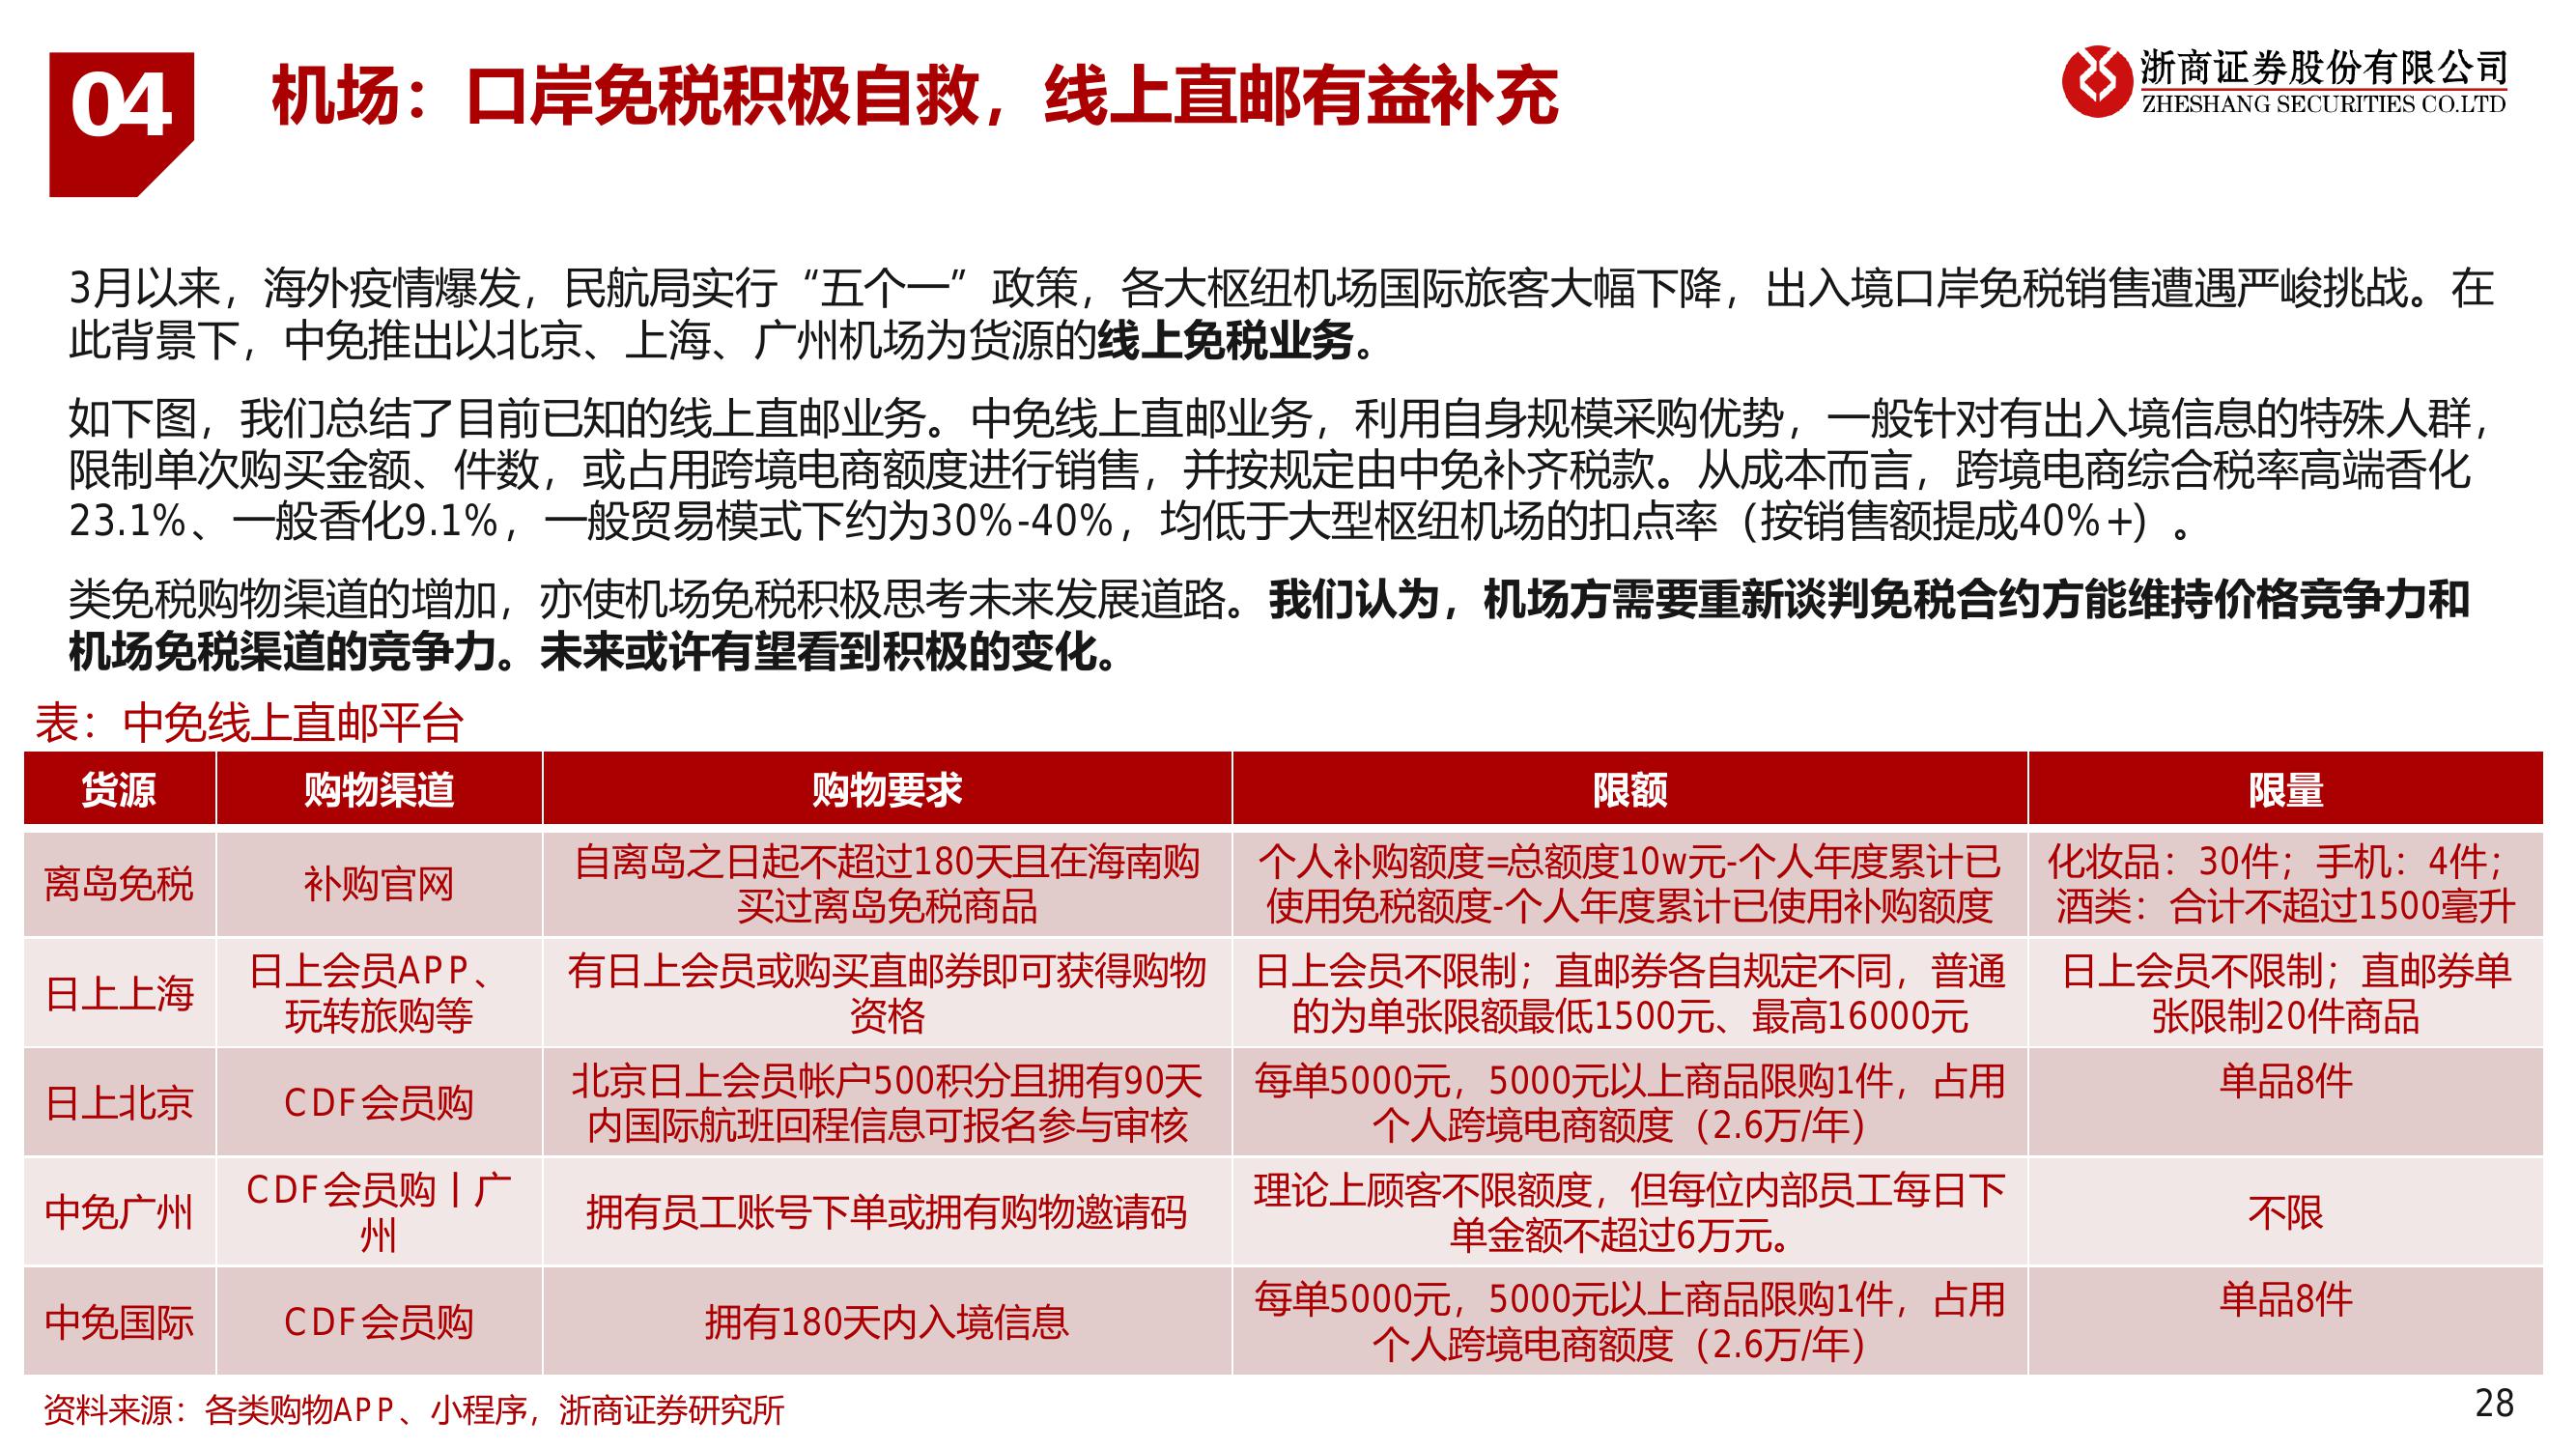 04
机场：口岸免税积极自救，线上直邮有益补充
浙商证券股份有限公司
ZHESHANG SECURITIES CO.LTD
3月以来，海外疫情爆发，民航局实行“五个一”政策，各大枢纽机场国际旅客大幅下降，出入境口岸免税销售遭遇严峻挑战。在
此背景下，中免推出以北京、上海、广州机场为货源的线上免税业务。
如下图，我们总结了目前已知的线上直邮业务。中免线上直邮业务，利用自身规模采购优势，一般针对有出入境信息的特殊人群，
限制单次购买金额、件数，或占用跨境电商额度进行销售，并按规定由中免补齐税款。从成本而言，跨境电商综合税率高端香化
23.1%、一般香化9.1%，一般贸易模式下约为30%-40%，均低于大型枢纽机场的扣点率（按销售额提成40%+）。
类免税购物渠道的增加，亦使机场免税积极思考未来发展道路。我们认为，机场方需要重新谈判免税合约方能维持价格竞争力和
机场免税渠道的竞争力。未来或许有望看到积极的变化。
表：中免线上直邮平台
货源 购物渠道 购物要求 限额 限量
离岛免税
补购官网
自离岛之日起不超过180天且在海南购
买过离岛免税商品
个人补购额度=总额度10w元-个人年度累计已
使用免税额度-个人年度累计已使用补购额度
化妆品：30件；手机：4件；
酒类：合计不超过1500毫升
日上上海
日上会员APP、
玩转旅购等
有日上会员或购买直邮券即可获得购物
资格
日上会员不限制；直邮券各自规定不同，普通
的为单张限额最低1500元、最高16000元
日上会员不限制；直邮券单
张限制20件商品
日上北京
CDF会员购
北京日上会员帐户500积分且拥有90天
内国际航班回程信息可报名参与审核
每单5000元，5000元以上商品限购1件，占用
个人跨境电商额度（2.6万/年）
单品8件
中免广州
CDF会员购丨广
州
拥有员工账号下单或拥有购物邀请码
理论上顾客不限额度，但每位内部员工每日下
单金额不超过6万元。
不限
中免国际
CDF会员购
拥有180天内入境信息
每单5000元，5000元以上商品限购1件，占用
个人跨境电商额度（2.6万/年）
单品8件
资料来源：各类购物APP、小程序，浙商证券研究所
28